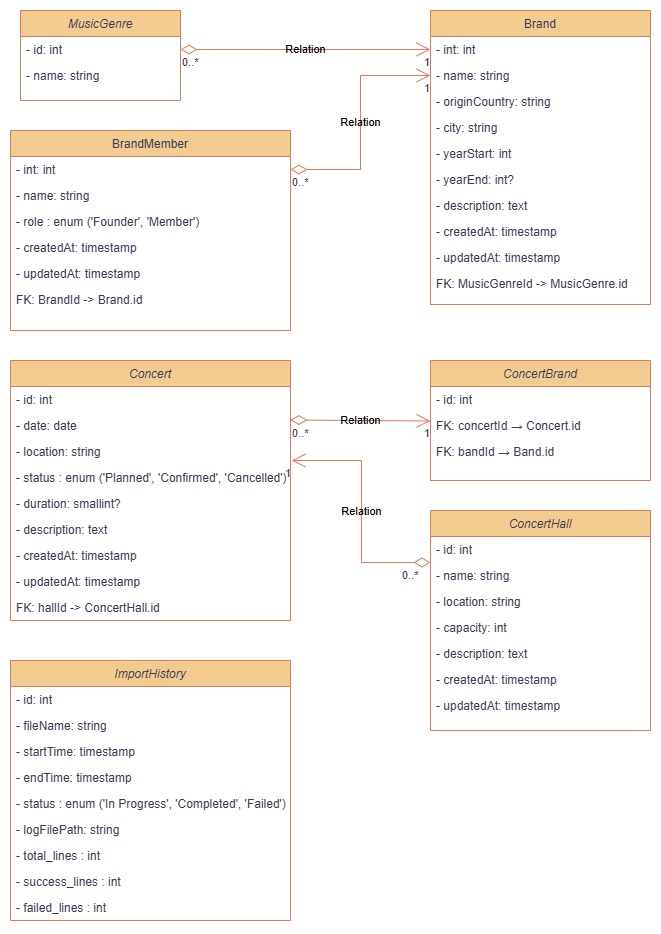 MusicGenre
- id: int
- name: string
Brand
- int: int
- name: string
- originCountry: string
- city: string
- yearStart: int
- yearEnd: int?
- description: text
- createdAt: timestamp
- updatedAt: timestamp
FK: MusicGenreId -> MusicGenre.id
Relation
0..*
1
BrandMember
- int: int
- name: string
- role : enum ('Founder', 'Member')
- createdAt: timestamp
- updatedAt: timestamp
FK: BrandId -> Brand.id
Relation
0..*
1
Concert
- id: int
- date: date
- location: string
- status : enum ('Planned', 'Confirmed', 'Cancelled')
- duration: smallint?
- description: text
- createdAt: timestamp
- updatedAt: timestamp
FK: hallId -> ConcertHall.id
Relation
0..*
1
ConcertBrand
- id: int
FK: concertId → Concert.id
FK: bandId → Band.id
Relation
0..*
1
ConcertHall
- id: int
- name: string
- location: string
- capacity: int
- description: text
- createdAt: timestamp
- updatedAt: timestamp
ImportHistory
- id: int
- fileName: string
- startTime: timestamp
- endTime: timestamp
- status : enum ('In Progress', 'Completed', 'Failed')
- logFilePath: string
- total_lines : int
- success_lines : int
- failed_lines : int